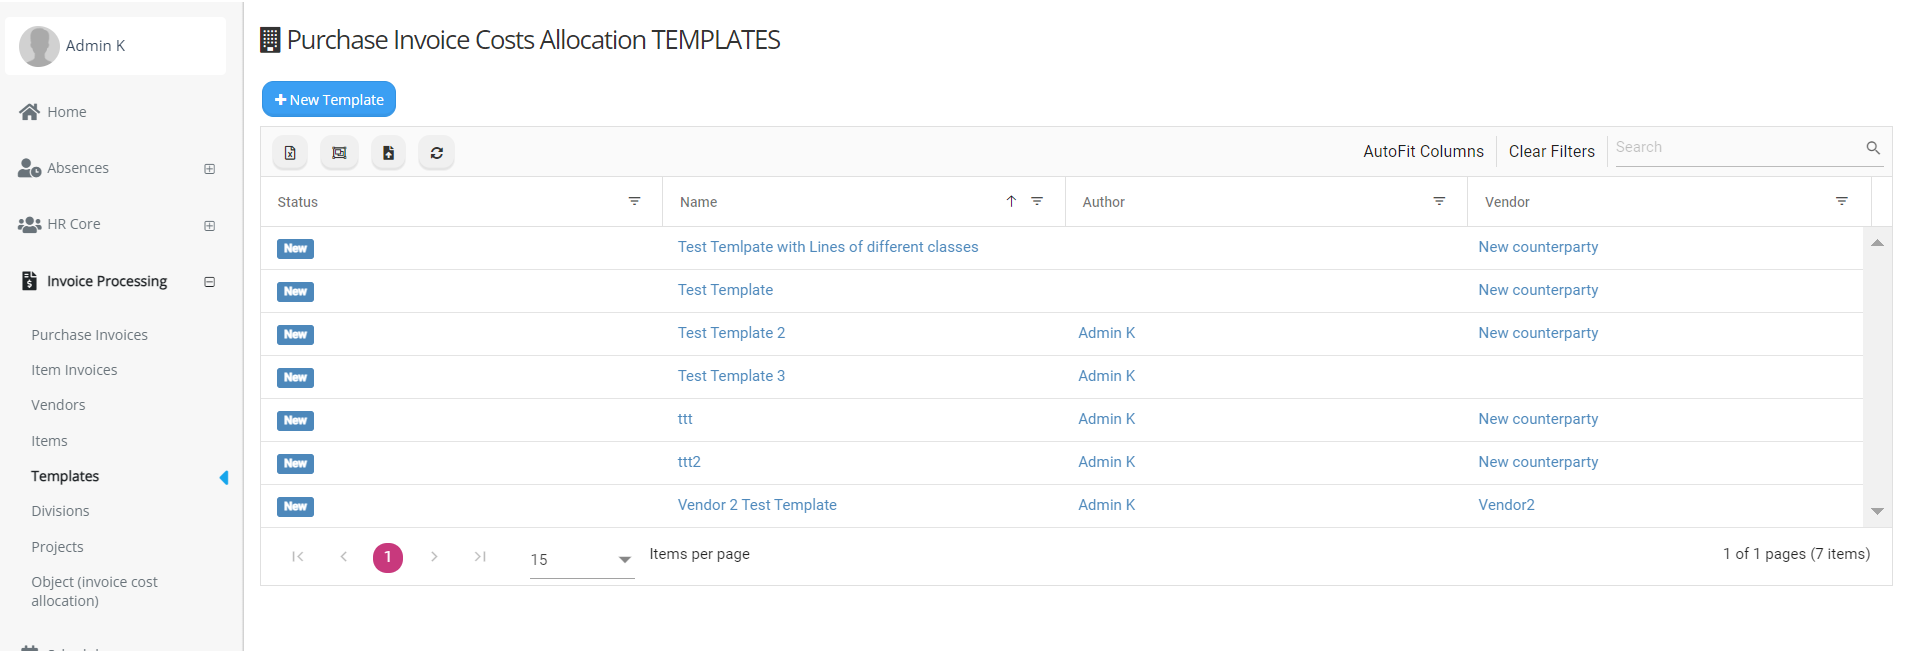 Admin K
Home
Absences
HR Core
Invoice Processing
Purchase Invoices
Item Invoices
Vendors
Items
Templates
Divisions
Projects
Object (invoice cost
allocation)
Purchase Invoice Costs Allocation TEMPLATES
+ New Template
AutoFit Columns Clear Filters Search
Status Name Author Vendor
New Test Temlpate with Lines of different classes New counterparty
New Test Template New counterparty
New Test Template 2 Admin K New counterparty
New Test Template 3 Admin K
New ttt Admin K New counterparty
New ttt2 Admin K New counterparty
New Vendor 2 Test Template Admin K Vendor2
1 15 Items per page 1 of 1 pages (7 items)